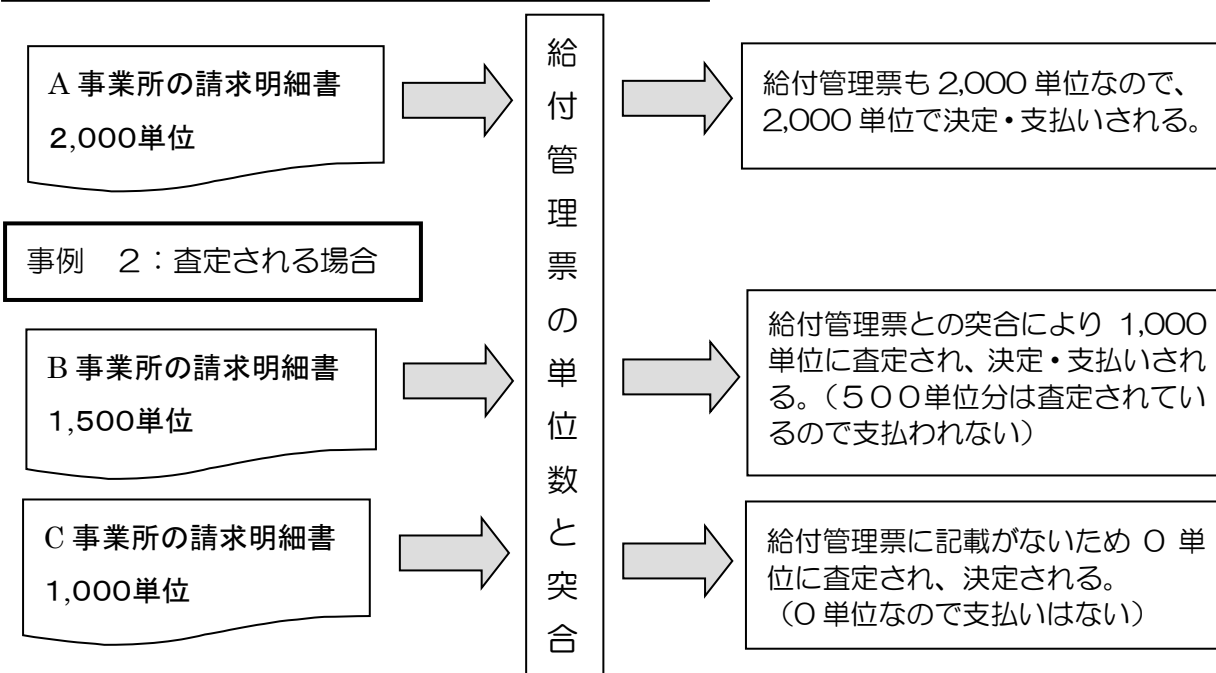 A 事業所の請求明細書
2,000単位
給付管理票の単位数と突合
給付管理票も 2,000 単位なので、
2,000 単位で決定・支払いされる。
事例　２：査定される場合
B 事業所の請求明細書
1,500単位
給付管理票との突合により 1,000
単位に査定され、決定・支払いされ
る。（５００単位分は査定されてい
るので支払われない）
C 事業所の請求明細書
1,000単位
給付管理票に記載がないため 0 単
位に査定され、決定される。
（0 単位なので支払いはない）